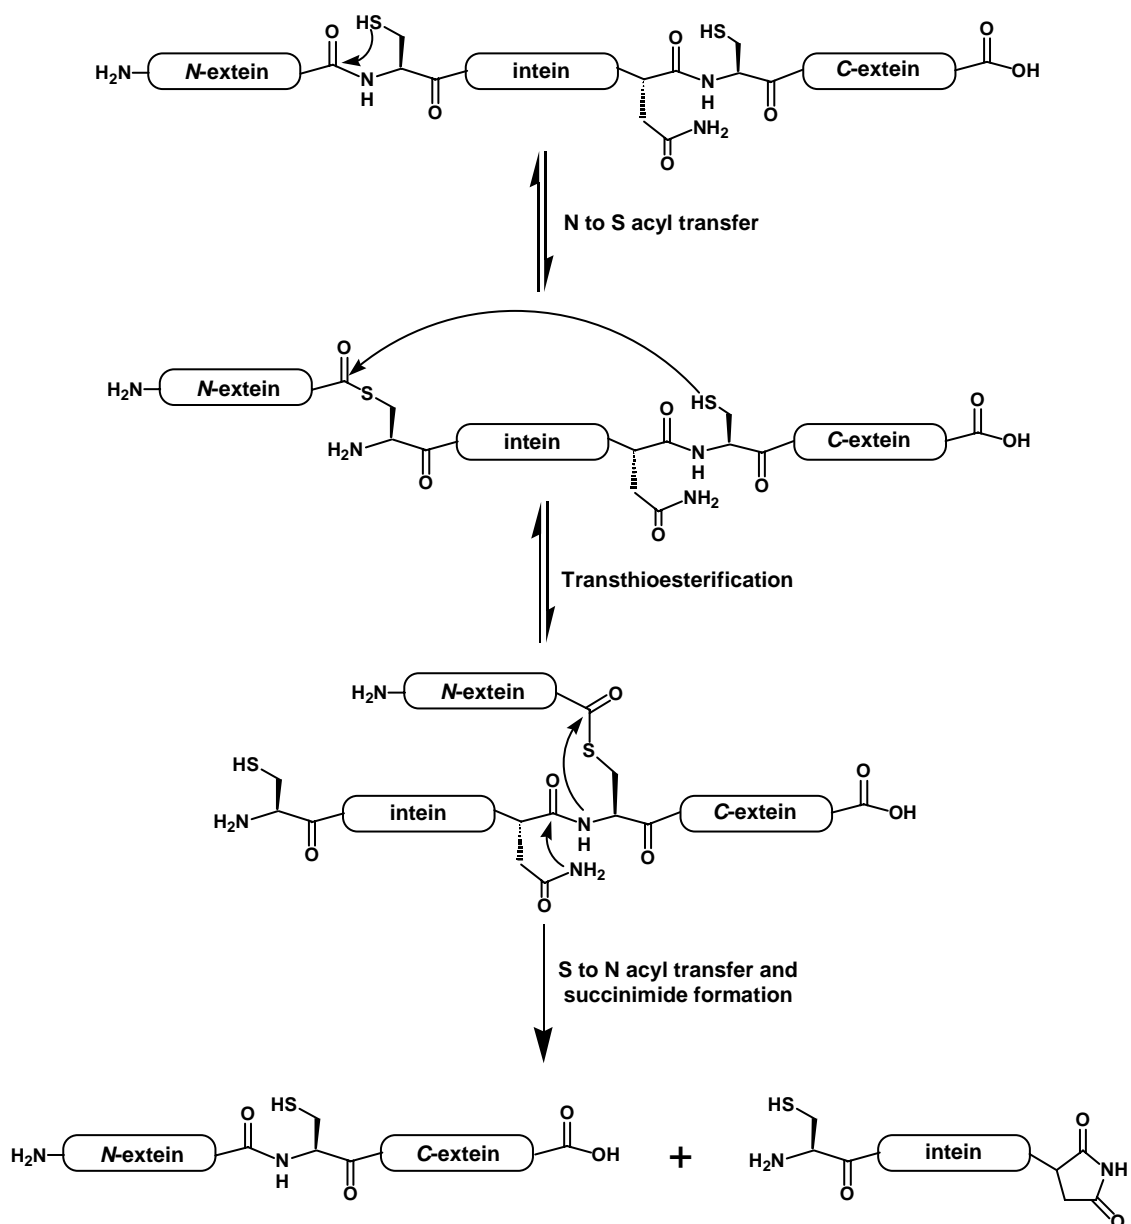 O HS HS O O
H₂N N-extein N H O intein NH₂ O N H O C-extein OH
N to S acyl transfer
O HS O O
H₂N N-extein S
H₂N O intein NH₂ O N H O C-extein OH
Transthioesterification
H₂N N-extein O
S
HS O O
H₂N O intein NH₂ O N H O C-extein OH
S to N acyl transfer and
succinimide formation
O HS O HS O
H₂N N-extein N H O C-extein OH + H₂N O intein NH O